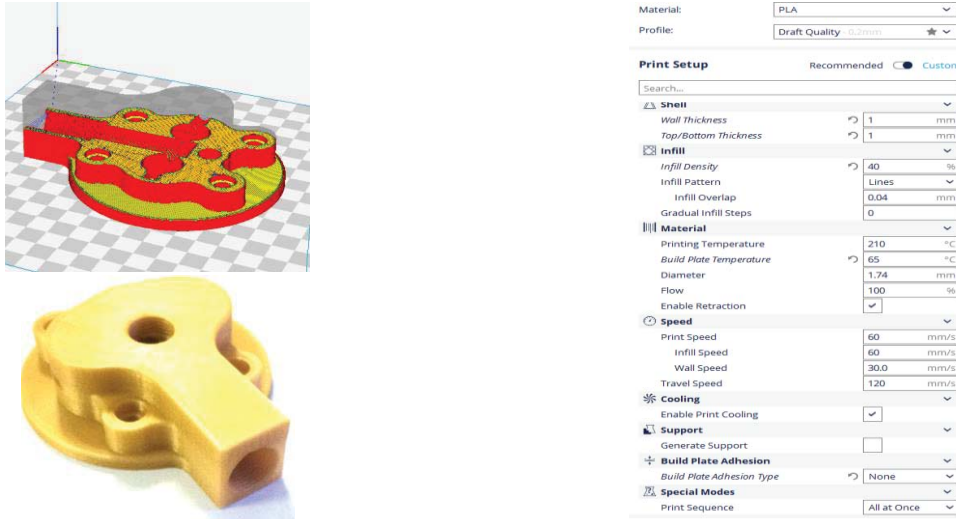 Material: PLA
Profile: Draft Quality - 0.2mm
Print Setup Recommended Custom
Search...
Shell
Wall Thickness 1 mm
Top/Bottom Thickness 1 mm
Infill
Infill Density 40 %
Infill Pattern Lines
Infill Overlap 0.04 mm
Gradual Infill Steps 0
Material
Printing Temperature 210 °C
Build Plate Temperature 65 °C
Diameter 1.74 mm
Flow 100 %
Enable Retraction
Speed
Print Speed 60 mm/s
Infill Speed 60 mm/s
Wall Speed 30.0 mm/s
Travel Speed 120 mm/s
Cooling
Enable Print Cooling
Support
Generate Support
Build Plate Adhesion
Build Plate Adhesion Type None
Special Modes
Print Sequence All at Once